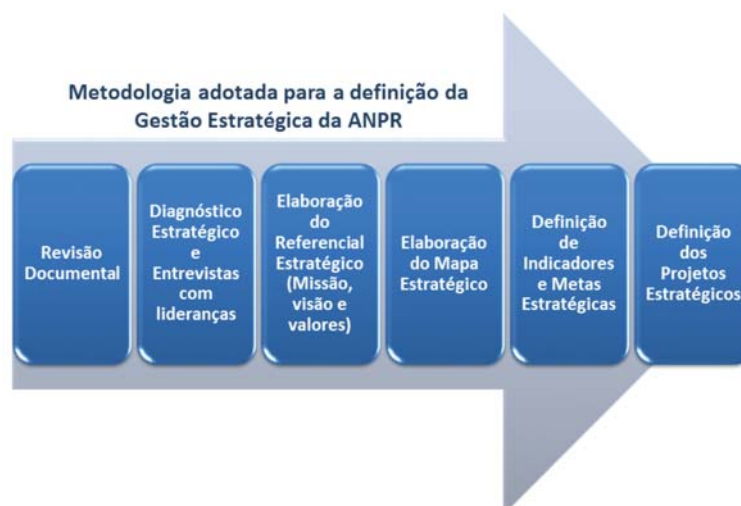 Metodologia adotada para a definição da
Gestão Estratégica da ANPR
Revisão
Documental
Diagnóstico
Estratégico
e
Entrevistas
com
lideranças
Elaboração
do
Referencial
Estratégico
(Missão,
visão e
valores)
Elaboração
do Mapa
Estratégico
Definição
de
Indicadores
e Metas
Estratégicas
Definição
dos
Projetos
Estratégicos